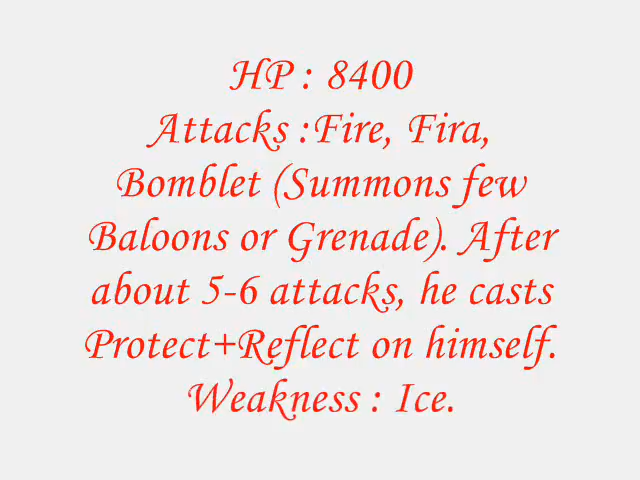 HP : 8400
Attacks :Fire, Fira,
Bomblet (Summons few
Baloons or Grenade). After
about 5-6 attacks, he casts
Protect+Reflect on himself.
Weakness : Ice.